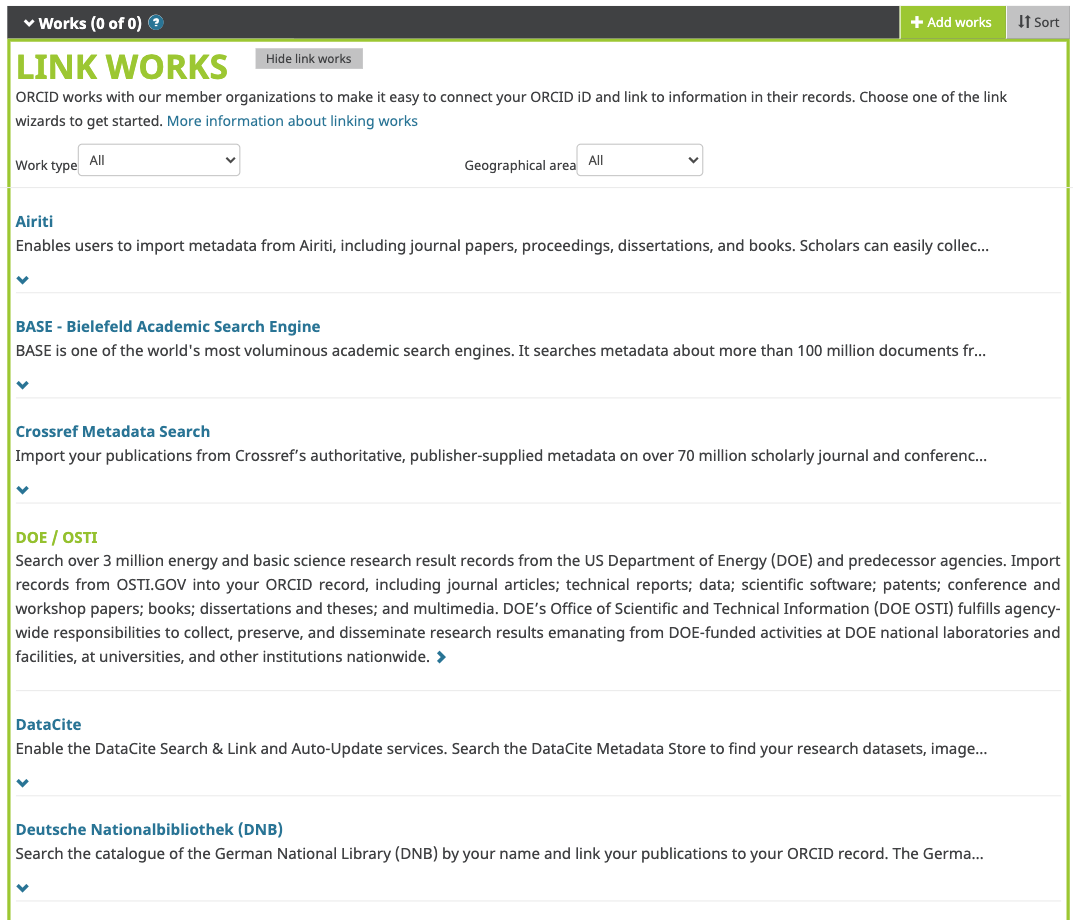 Works (0 of 0) ?
Add works
Sort
LINK WORKS
Hide link works
ORCID works with our member organizations to make it easy to connect your ORCID iD and link to information in their records. Choose one of the link
wizards to get started. More information about linking works
Work type All
Geographical area All
Airiti
Enables users to import metadata from Airiti, including journal papers, proceedings, dissertations, and books. Scholars can easily collec...
BASE - Bielefeld Academic Search Engine
BASE is one of the world's most voluminous academic search engines. It searches metadata about more than 100 million documents fr...
Crossref Metadata Search
Import your publications from Crossref’s authoritative, publisher-supplied metadata on over 70 million scholarly journal and conferenc...
DOE / OSTI
Search over 3 million energy and basic science research result records from the US Department of Energy (DOE) and predecessor agencies. Import
records from OSTI.GOV into your ORCID record, including journal articles; technical reports; data; scientific software; patents; conference and
workshop papers; books; dissertations and theses; and multimedia. DOE’s Office of Scientific and Technical Information (DOE OSTI) fulfills agency-
wide responsibilities to collect, preserve, and disseminate research results emanating from DOE-funded activities at DOE national laboratories and
facilities, at universities, and other institutions nationwide.
DataCite
Enable the DataCite Search & Link and Auto-Update services. Search the DataCite Metadata Store to find your research datasets, image...
Deutsche Nationalbibliothek (DNB)
Search the catalogue of the German National Library (DNB) by your name and link your publications to your ORCID record. The Germa...